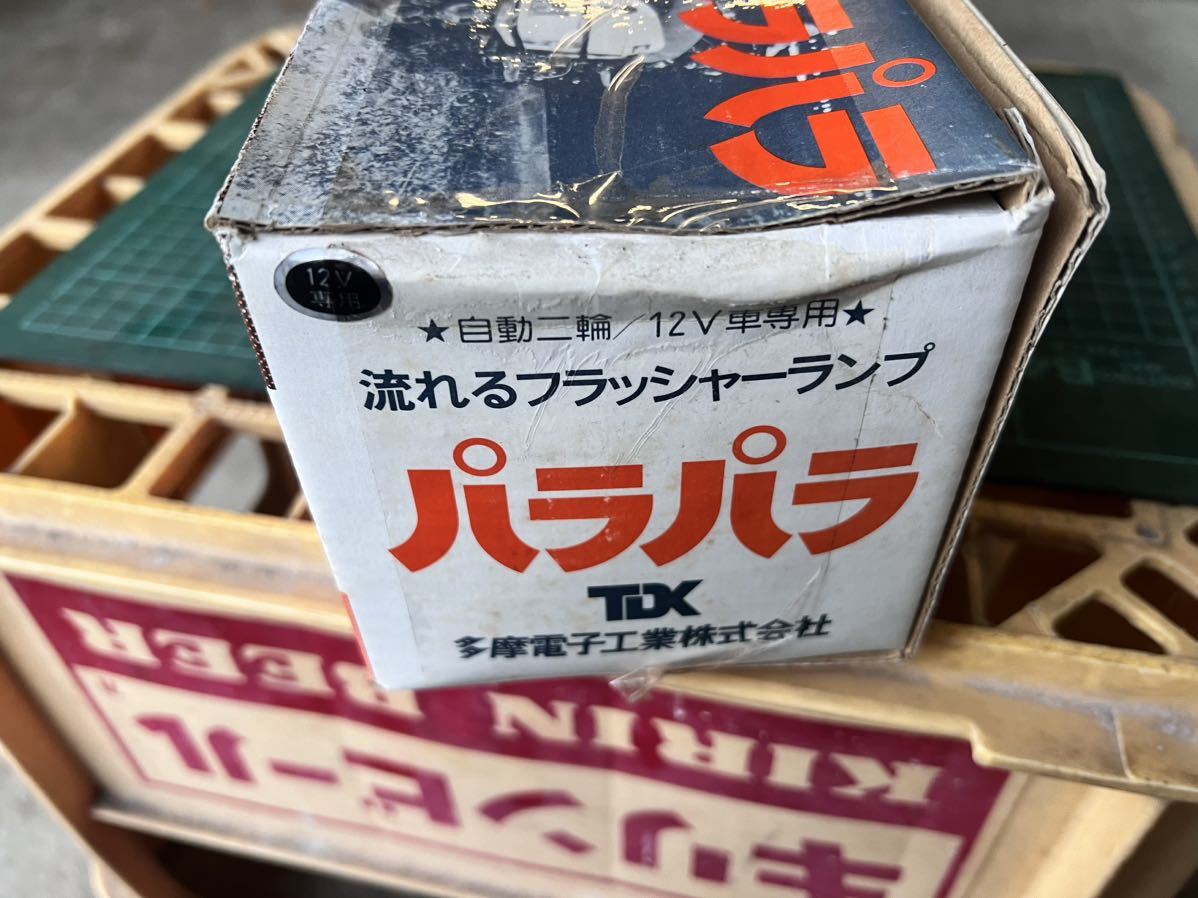 ラパラ
12V
専用
★自動二輪/12V車専用★
流れるフラッシャーランプ
パラパラ
TDK
多摩電子工業株式会社
KIRIN BEER
キリンビール